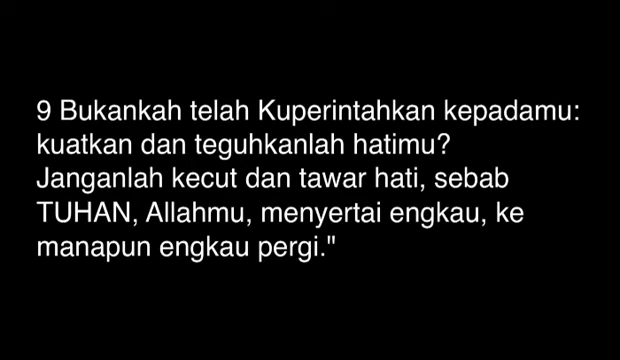 9 Bukankah telah Kuperintahkan kepadamu:
kuatkan dan teguhkanlah hatimu?
Janganlah kecut dan tawar hati, sebab
TUHAN, Allahmu, menyertai engkau, ke
manapun engkau pergi."